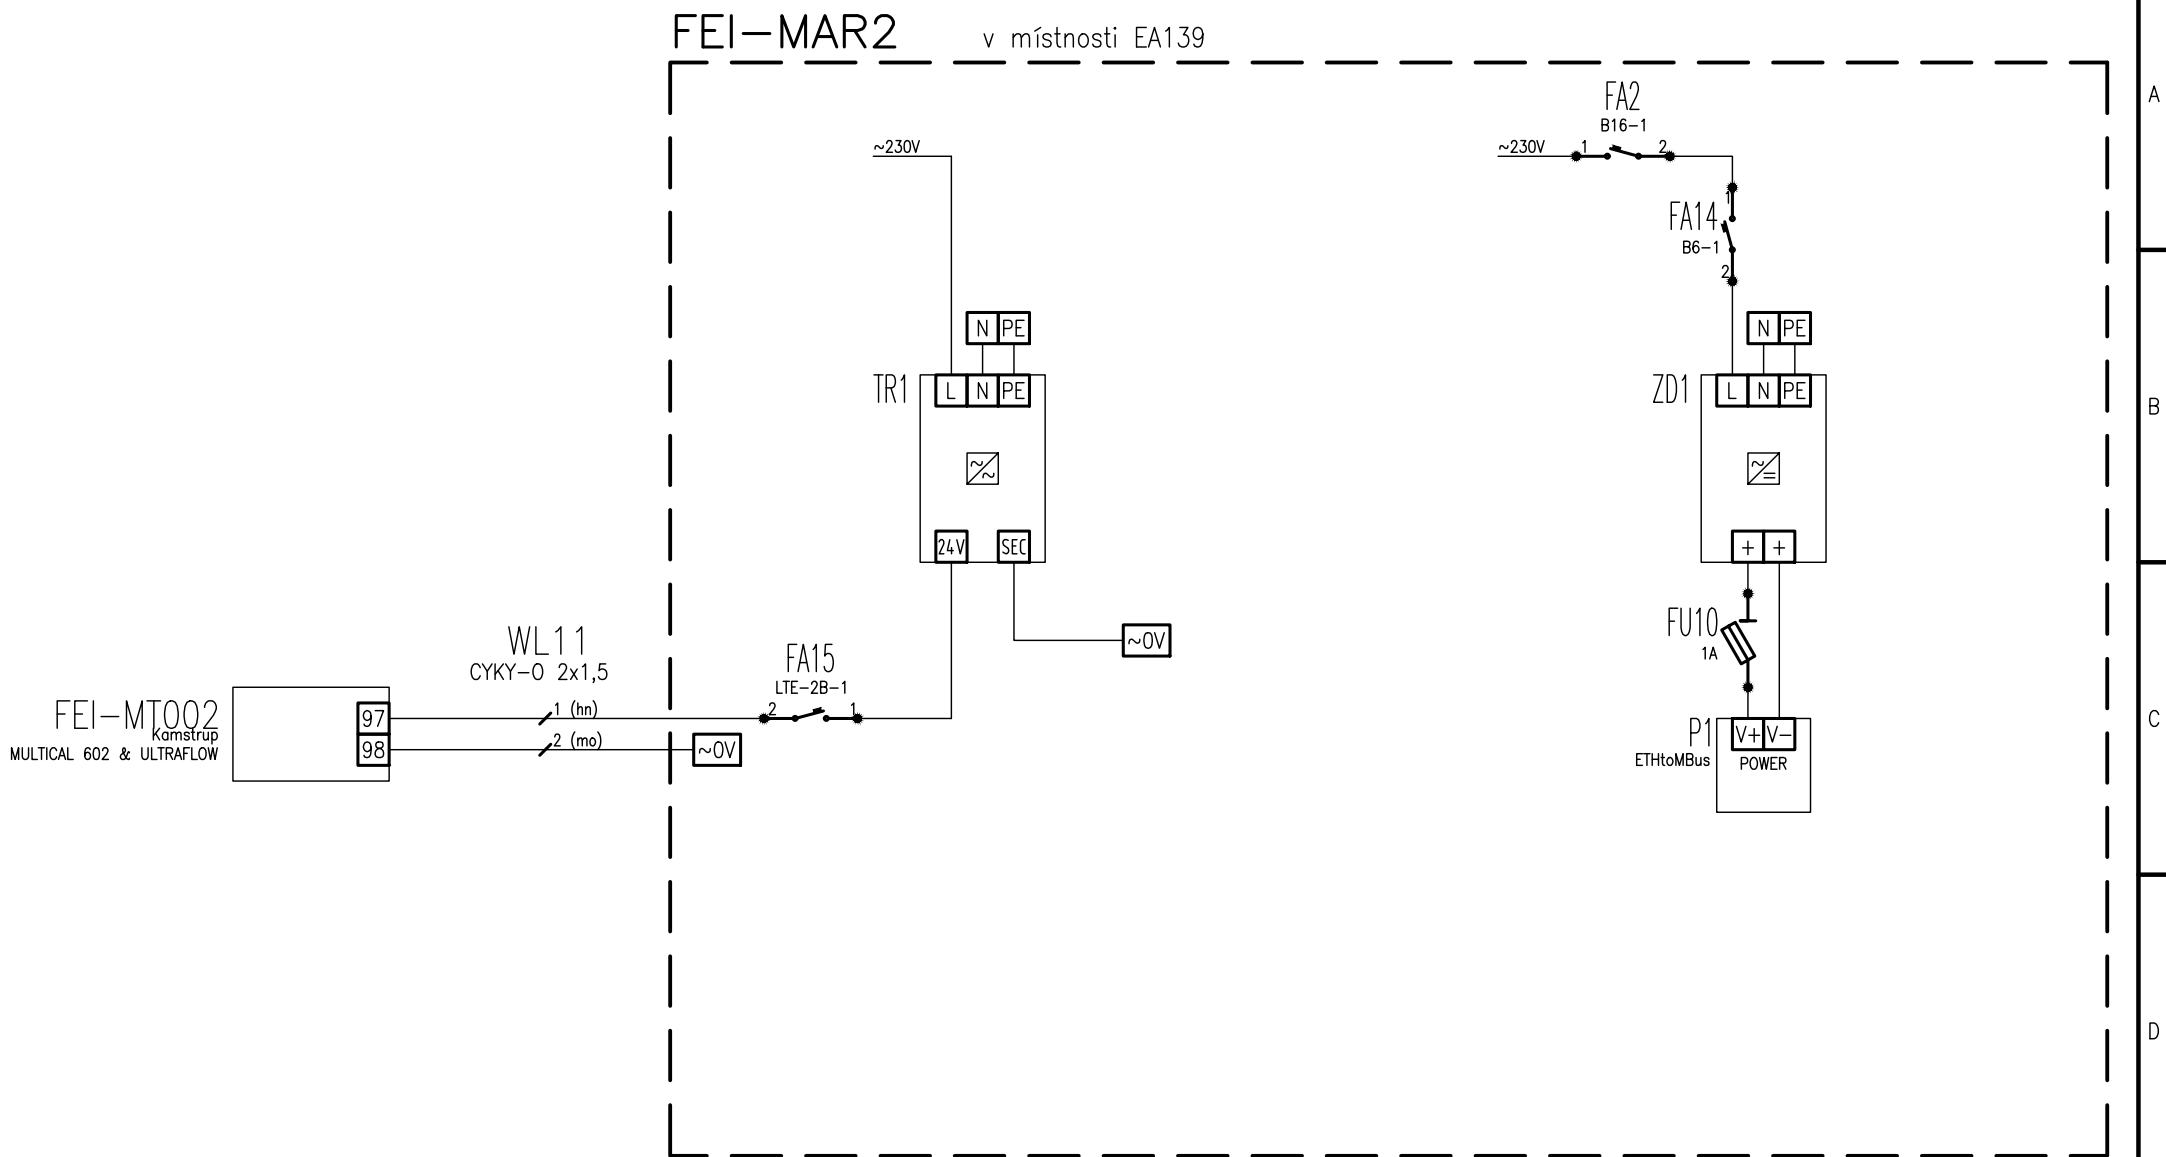 FEI-MAR2
v místnosti EA139
A
FA2
B16-1
~230V
~230V
1
2
1
FA14
B6-1
2
N PE
N PE
TR1
L N PE
ZD1
L N PE
B
~
~
~
=
24V
SEC
+ +
FU10
1A
WL11
CYKY-O 2x1,5
~0V
FA15
LTE-2B-1
FEI-MT002
Kamstrup
MULTICAL 602 & ULTRAFLOW
97
1 (hn)
2
1
98
2 (mo)
~0V
P1
ETHtoMBus
V+ V-
POWER
C
D